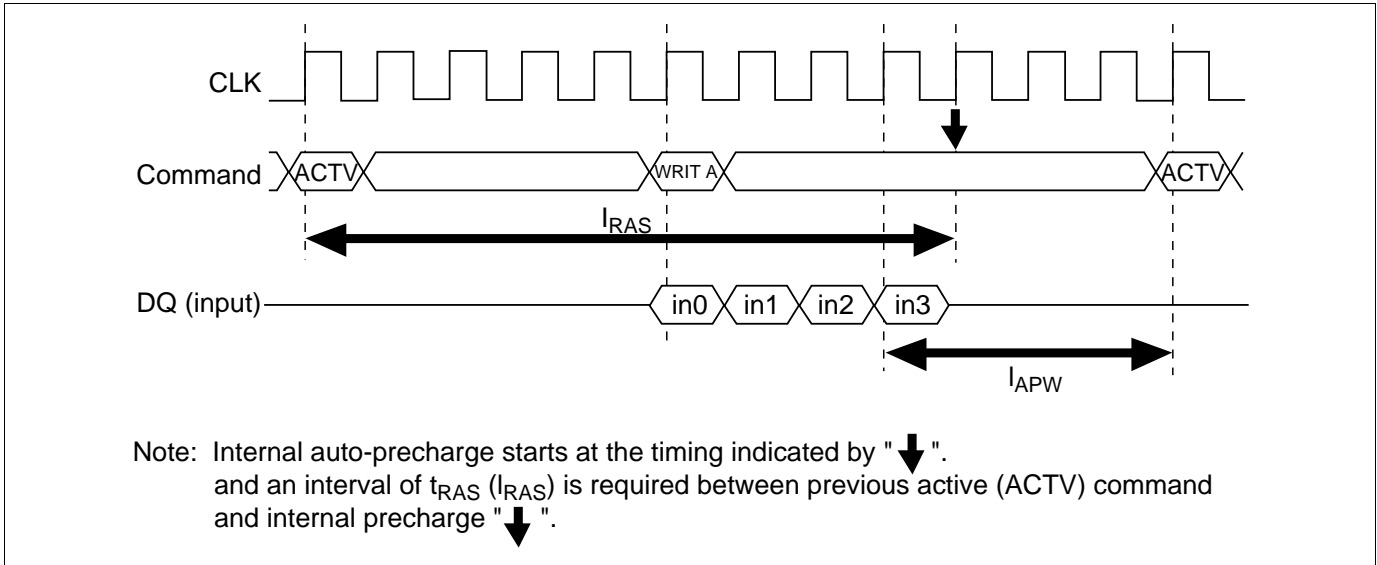 CLK
Command ACTV WRIT A ACTV
lRAS
DQ (input) in0 in1 in2 in3
lAPW
Note: Internal auto-precharge starts at the timing indicated by " ".
and an interval of tRAS (lRAS) is required between previous active (ACTV) command
and internal precharge " ".